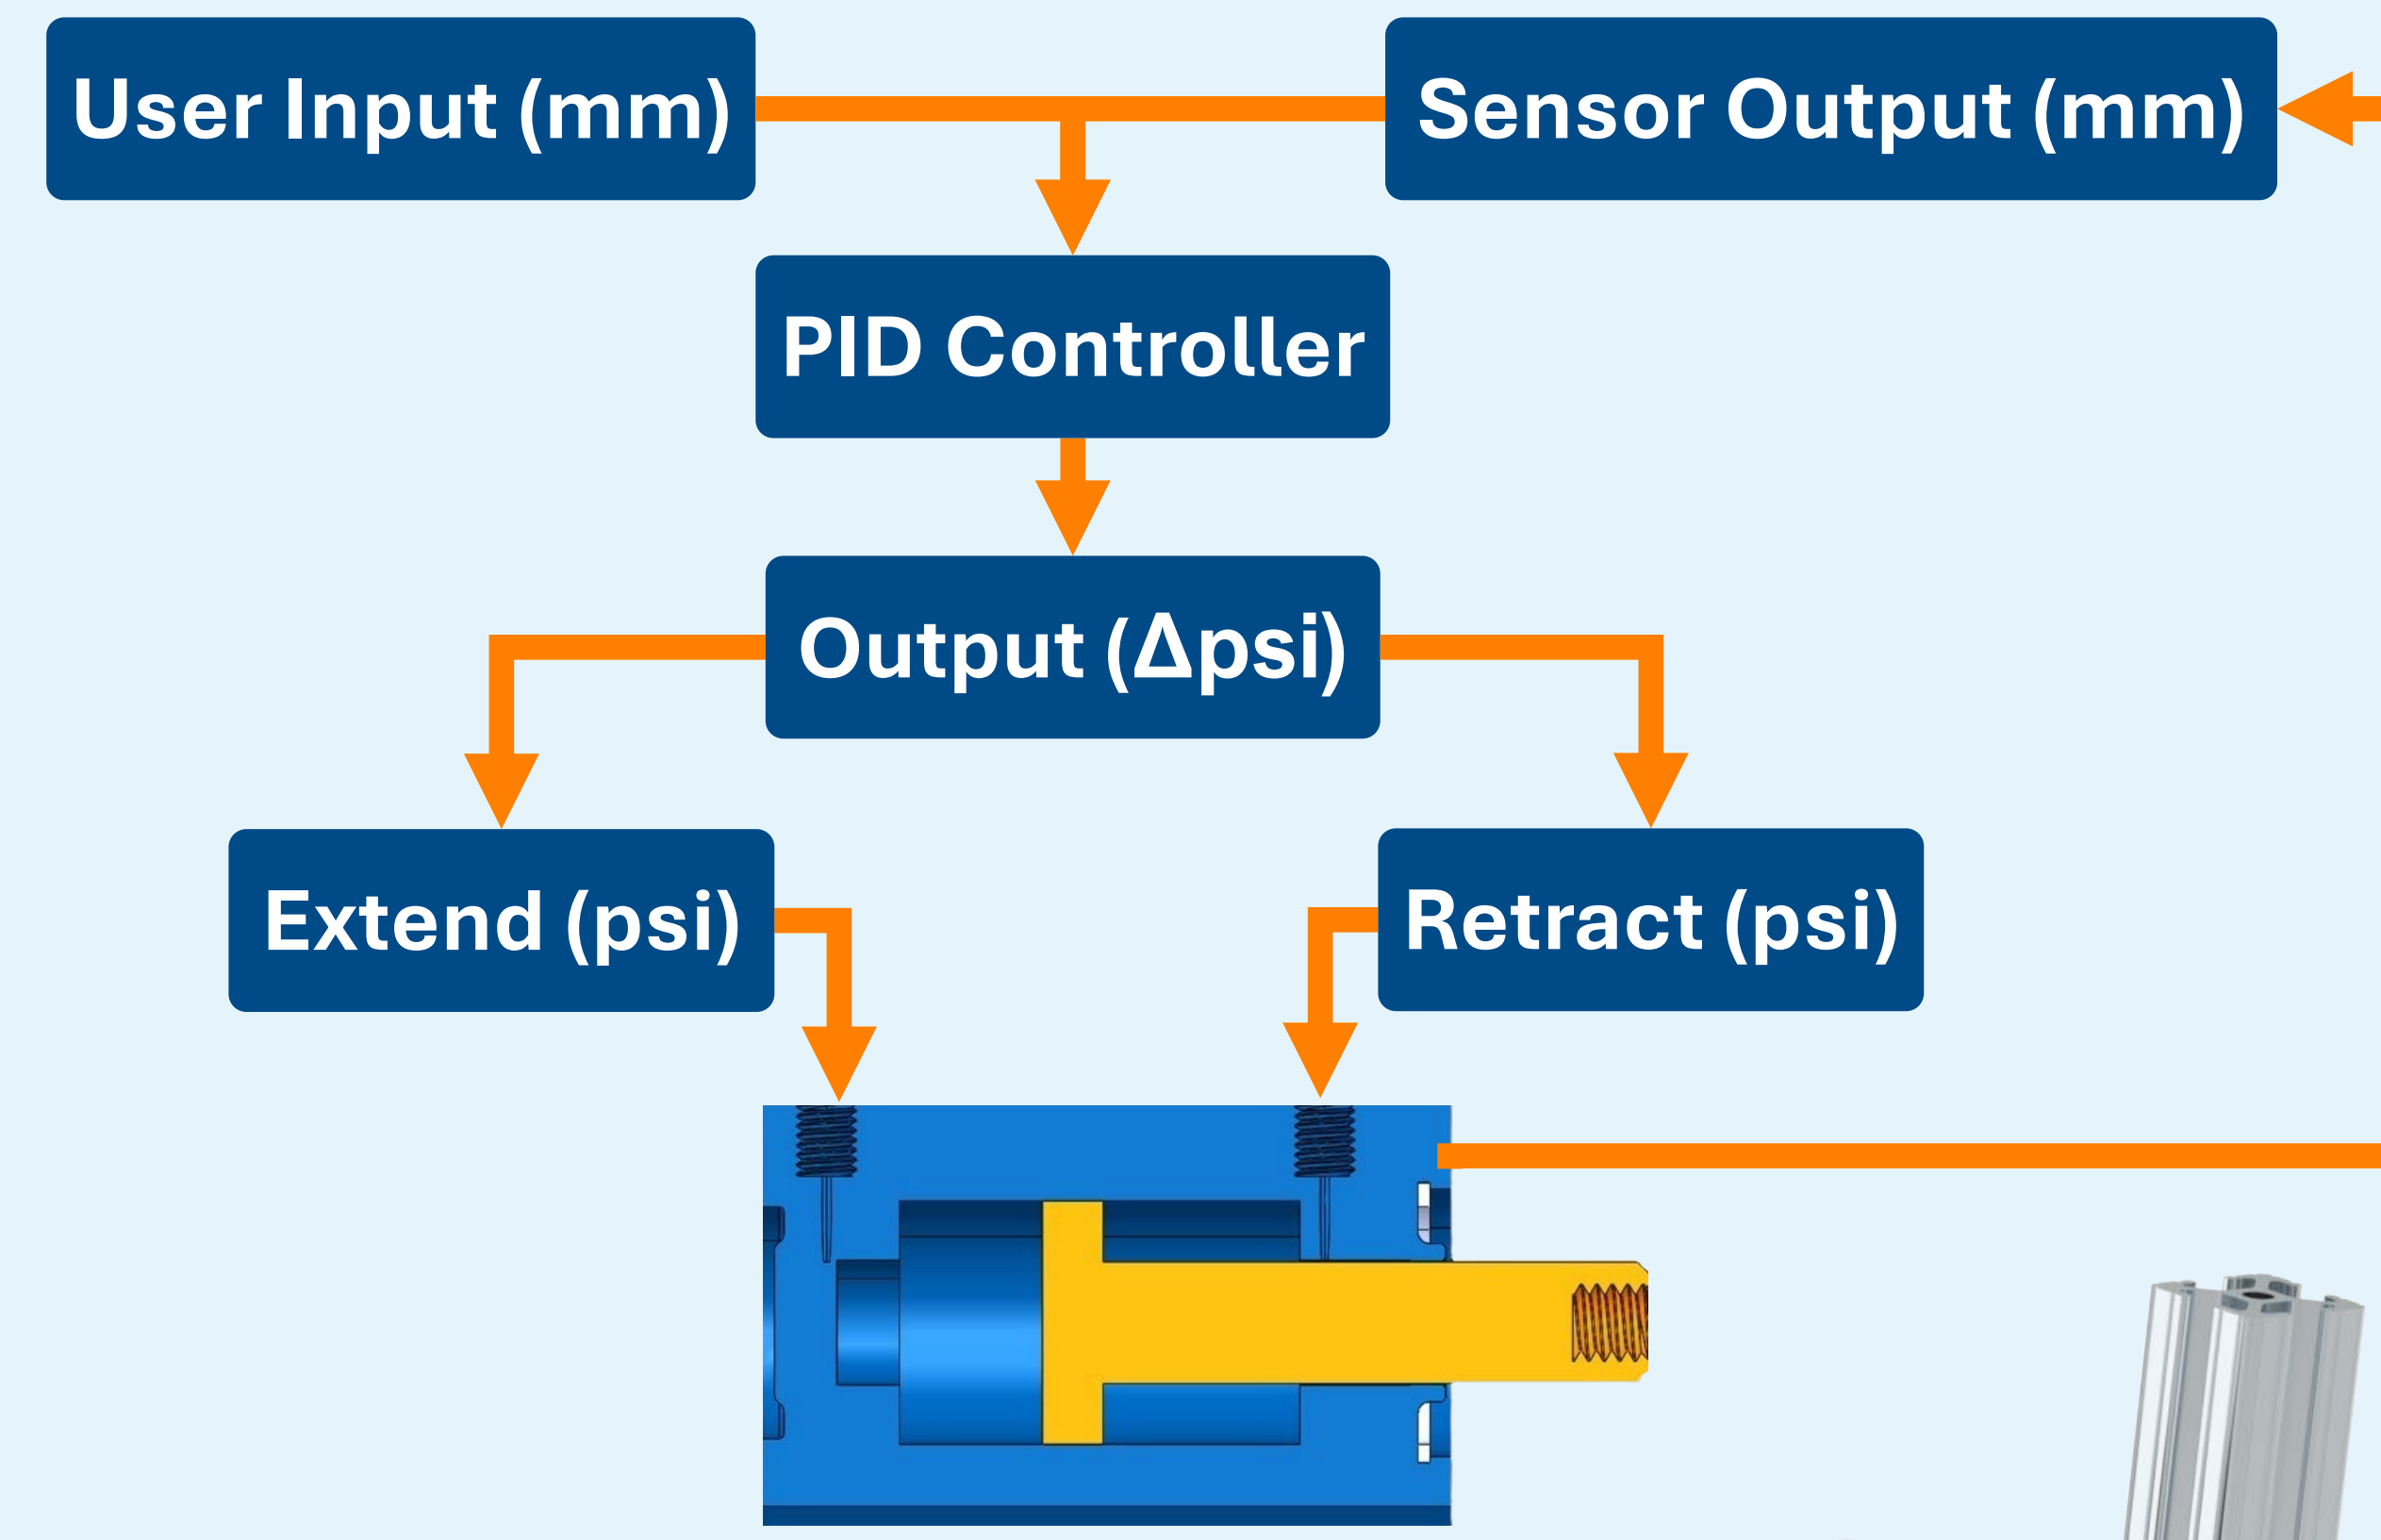 User Input (mm)
Sensor Output (mm)
PID Controller
Output (Δpsi)
Extend (psi)
Retract (psi)